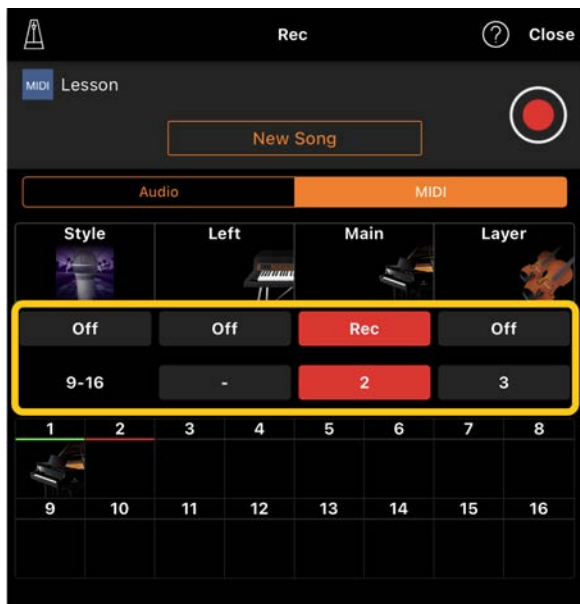 Rec
? Close
MIDI Lesson
New Song
Audio MIDI
Style Left Main Layer
Off Off Rec Off
9-16 - 2 3
1 2 3 4 5 6 7 8
9 10 11 12 13 14 15 16